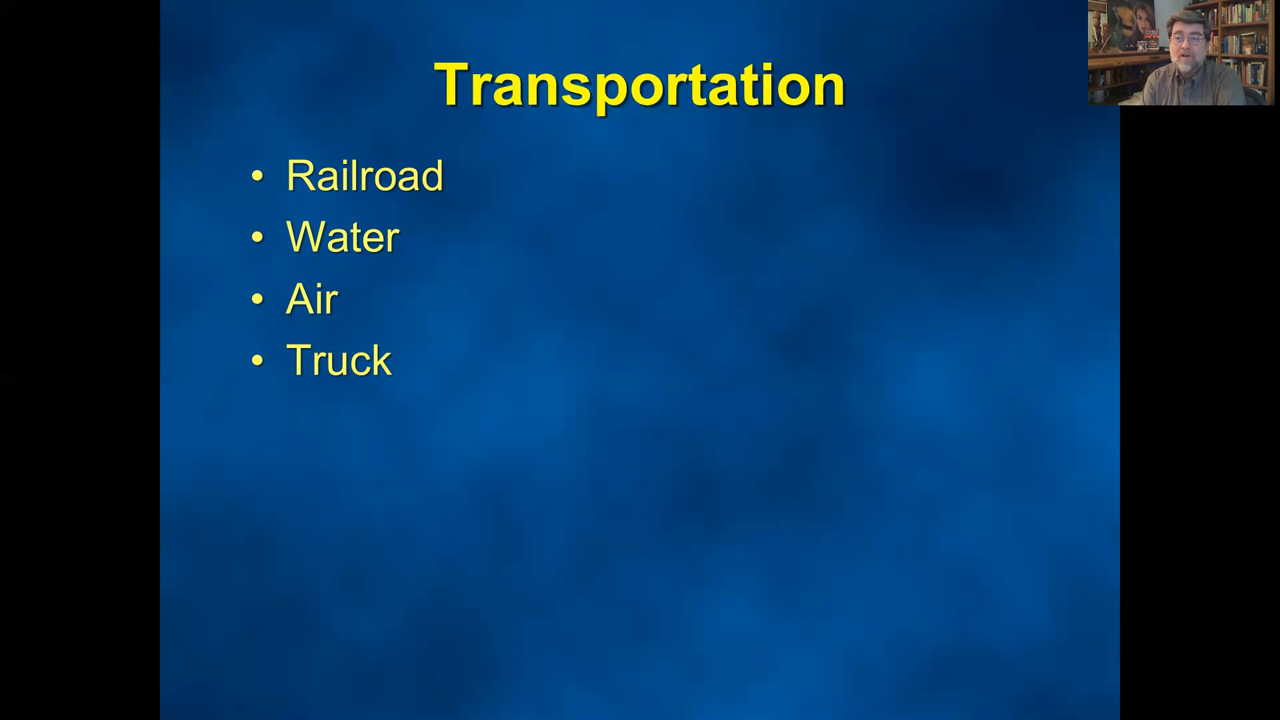 Transportation
• Railroad
• Water
• Air
• Truck